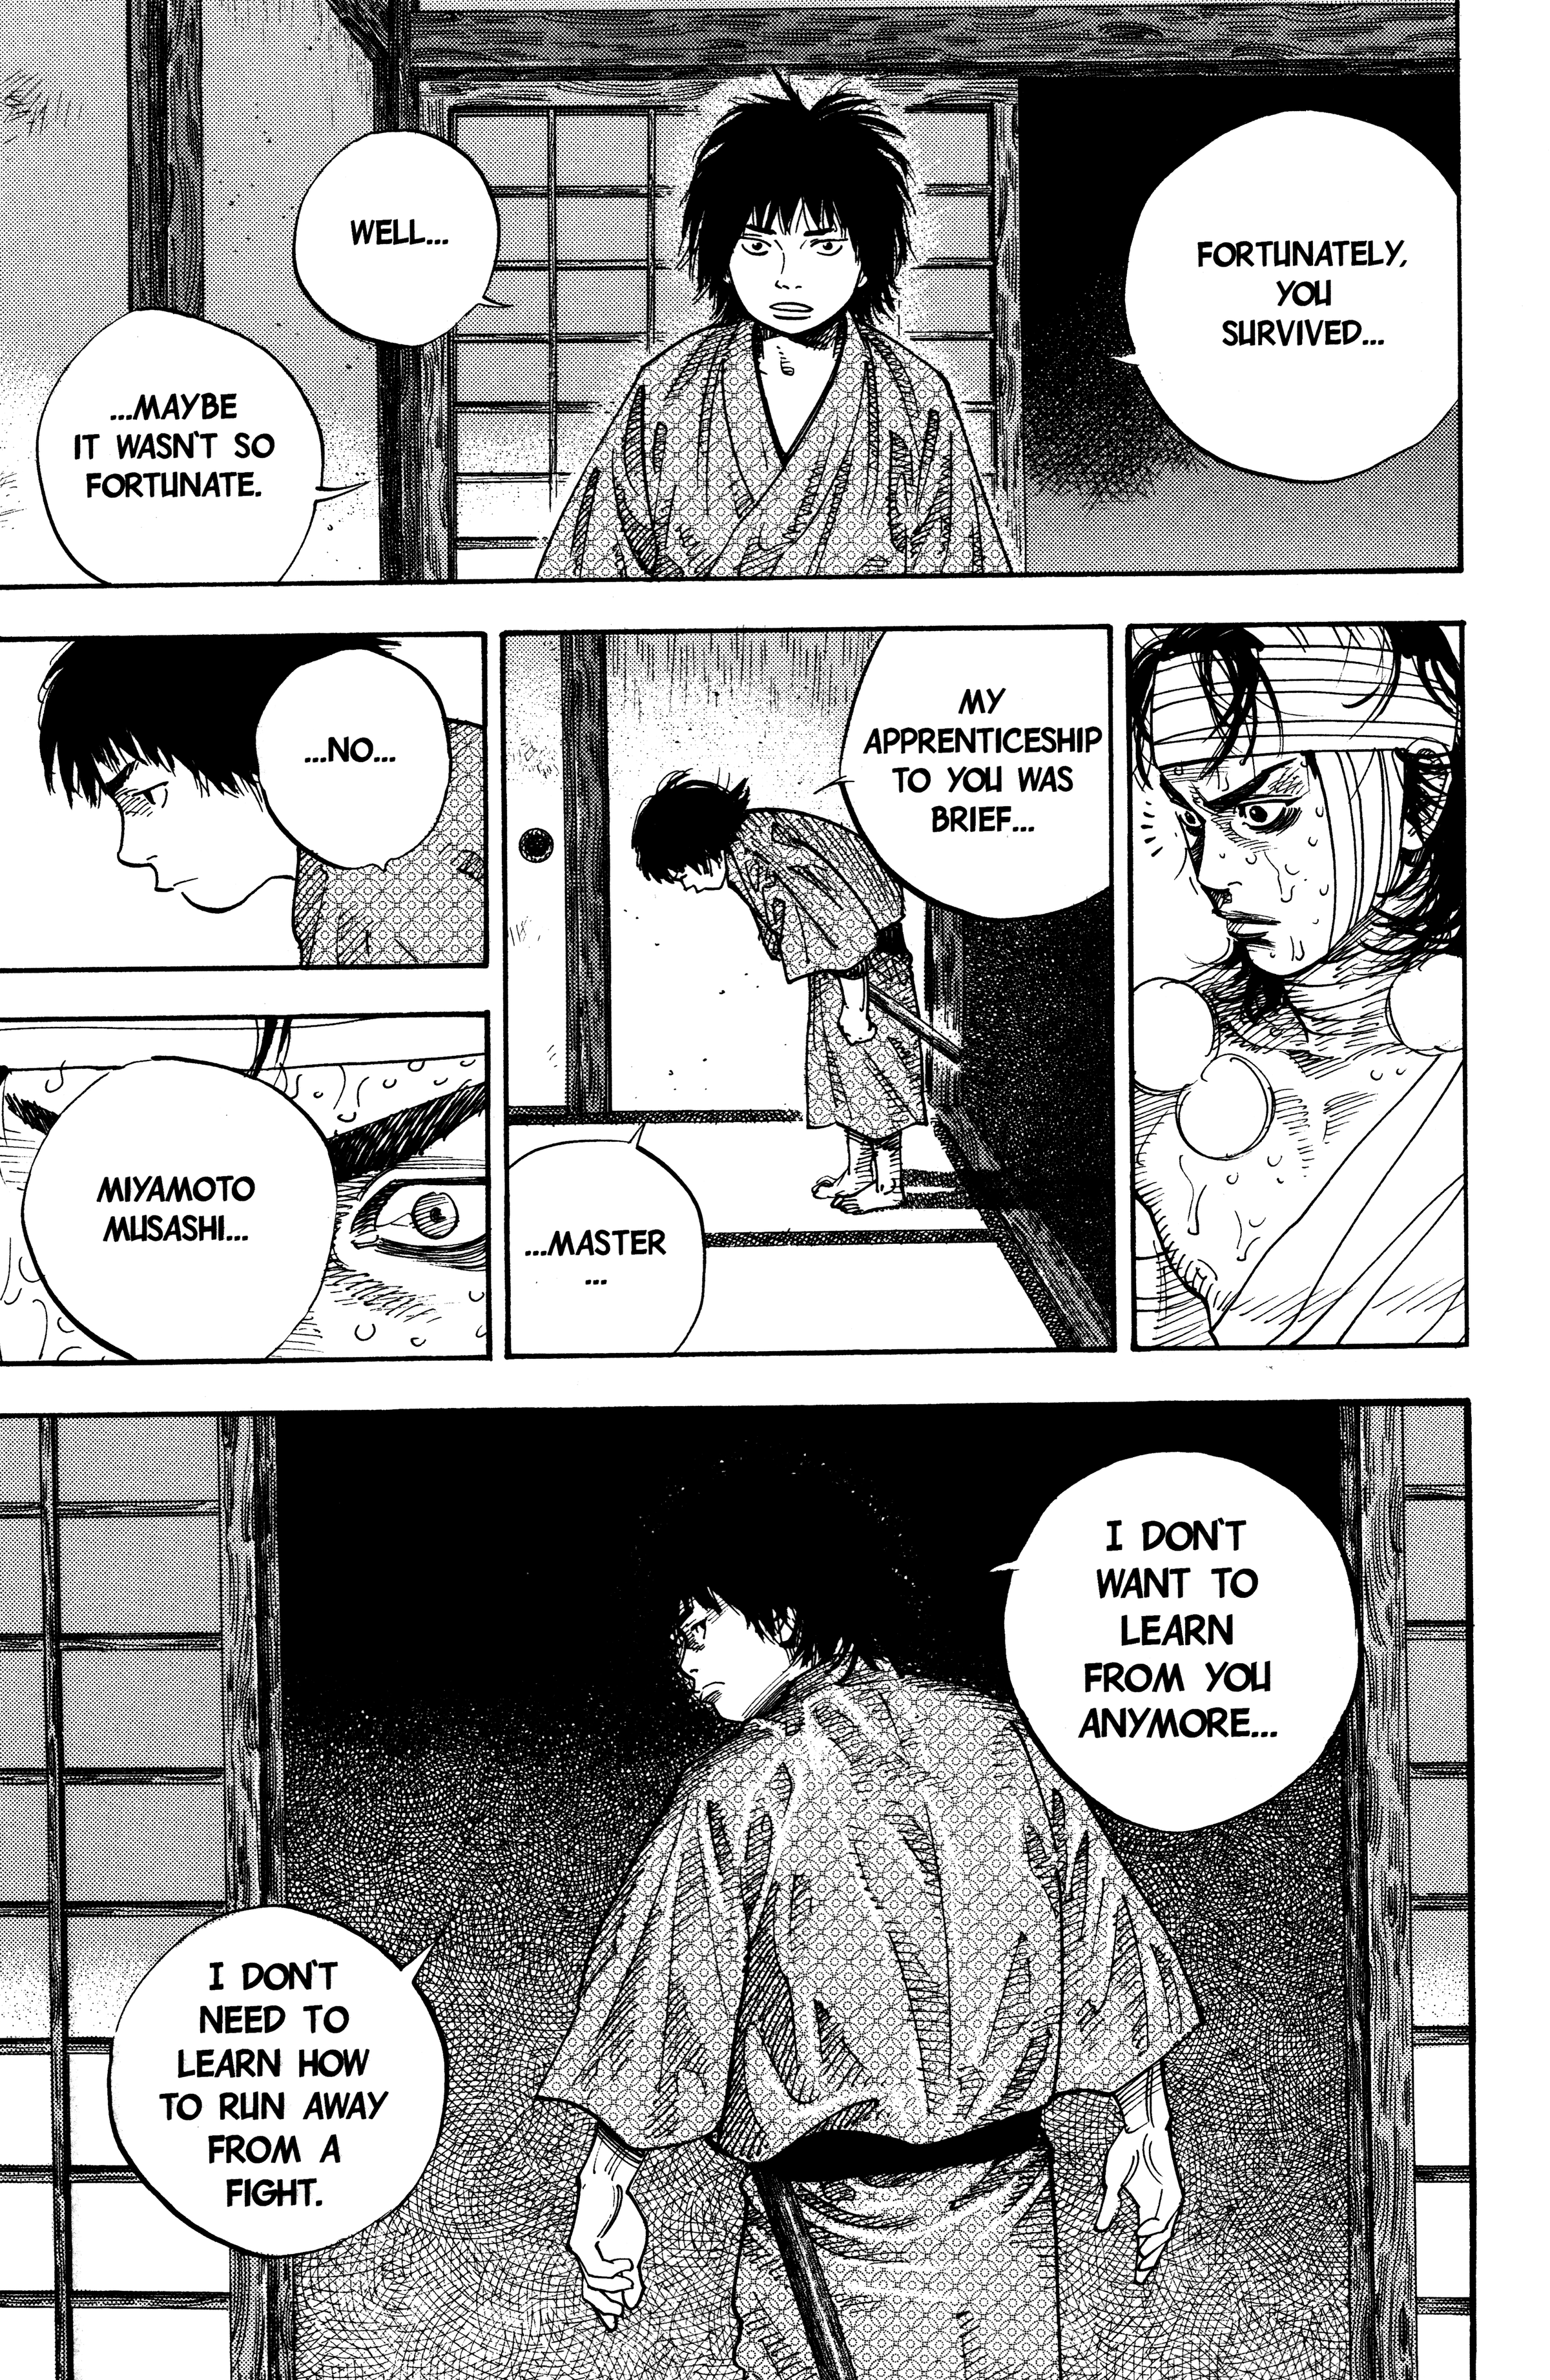 FORTUNATELY,
YOU
SURVIVED...
WELL...
...MAYBE
IT WASN'T SO
FORTUNATE.
MY
APPRENTICESHIP
TO YOU WAS
BRIEF...
...MASTER
...
...NO...
MIYAMOTO
MUSASHI...
I DON'T
WANT TO
LEARN
FROM YOU
ANYMORE...
I DON'T
NEED TO
LEARN HOW
TO RUN AWAY
FROM A
FIGHT.